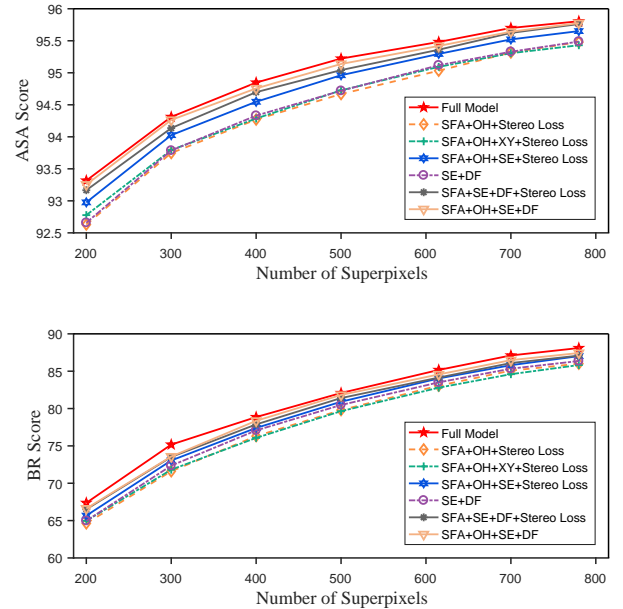 96
95.5
95
94.5
94
93.5
93
92.5
ASA Score
200 300 400 500 600 700 800
Number of Superpixels
Full Model
SFA+OH+Stereo Loss
SFA+OH+XY+Stereo Loss
SFA+OH+SE+Stereo Loss
SE+DF
SFA+SE+DF+Stereo Loss
SFA+OH+SE+DF
90
85
80
75
70
65
60
BR Score
200 300 400 500 600 700 800
Number of Superpixels
Full Model
SFA+OH+Stereo Loss
SFA+OH+XY+Stereo Loss
SFA+OH+SE+Stereo Loss
SE+DF
SFA+SE+DF+Stereo Loss
SFA+OH+SE+DF